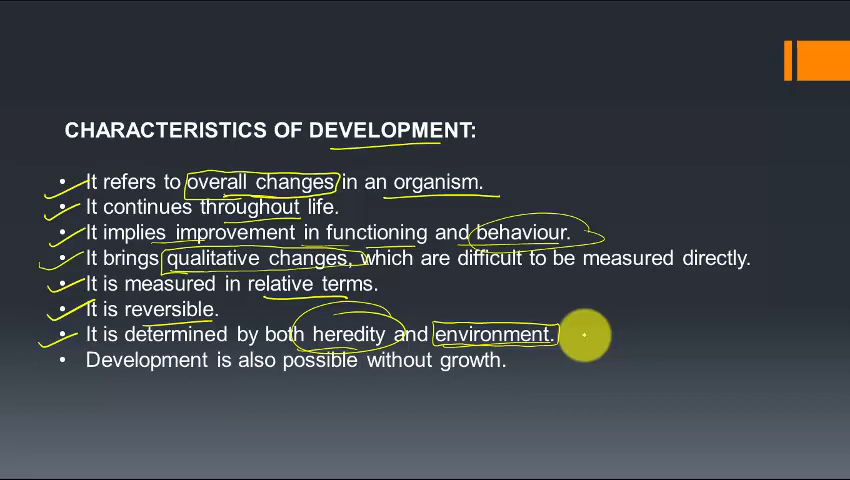 CHARACTERISTICS OF DEVELOPMENT:
• It refers to overall changes in an organism.
• It continues throughout life.
• It implies improvement in functioning and behaviour.
• It brings qualitative changes, which are difficult to be measured directly.
• It is measured in relative terms.
• It is reversible.
• It is determined by both heredity and environment.
• Development is also possible without growth.